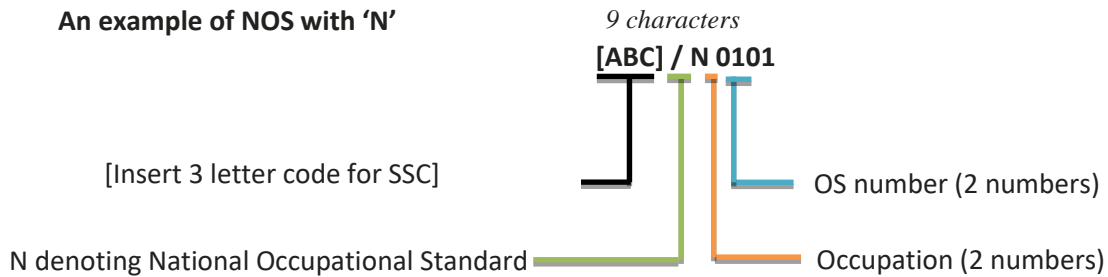 An example of NOS with ‘N’
9 characters
[ABC] / N 0101
[Insert 3 letter code for SSC]
OS number (2 numbers)
N denoting National Occupational Standard
Occupation (2 numbers)